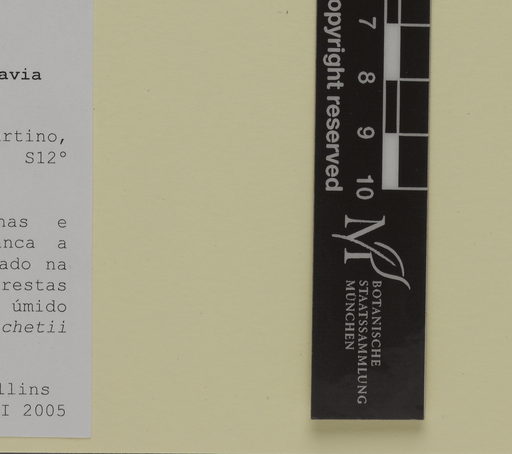 avia
rtino,
S12°
nas e
nca a
ado na
restas
úmido
chetii
llins
I 2005
opyright reserved
7
8
9
10
M
BOTANISCHE
STAATSSAMMLUNG
MÜNCHEN